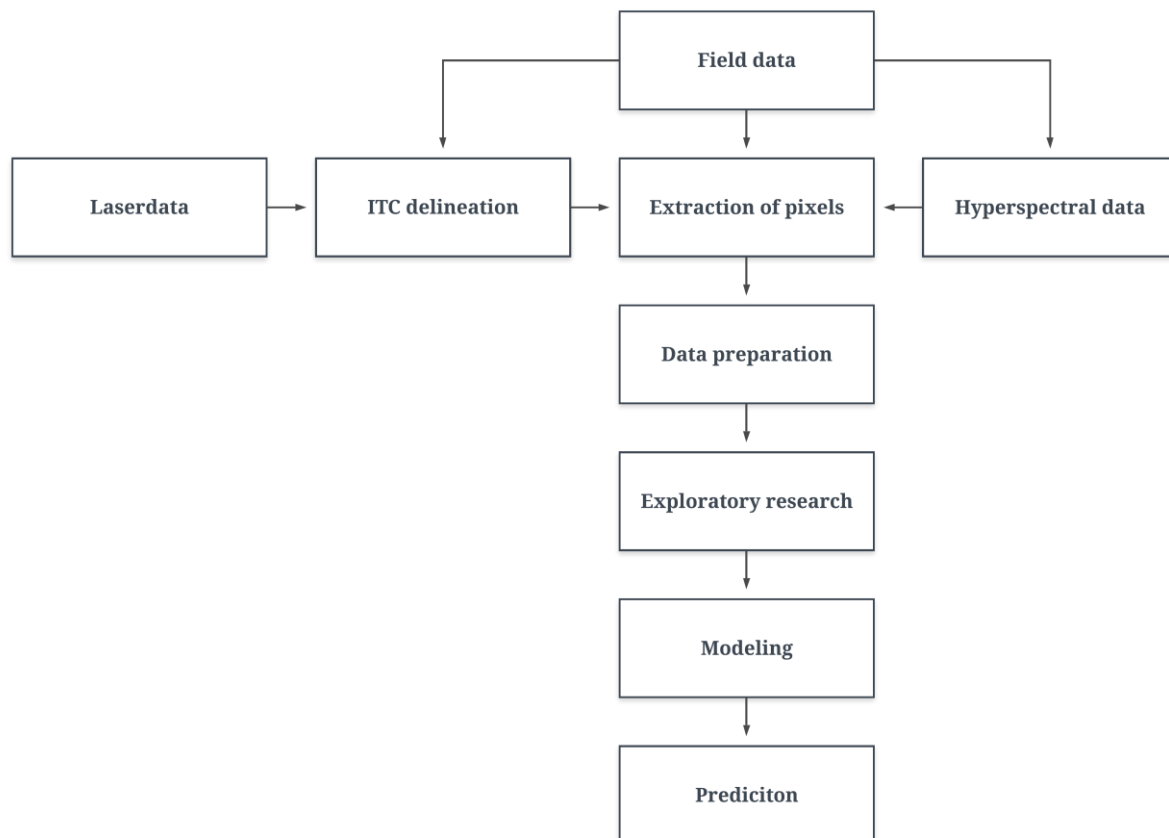 Field data
Laserdata
ITC delineation
Extraction of pixels
Hyperspectral data
Data preparation
Exploratory research
Modeling
Prediciton